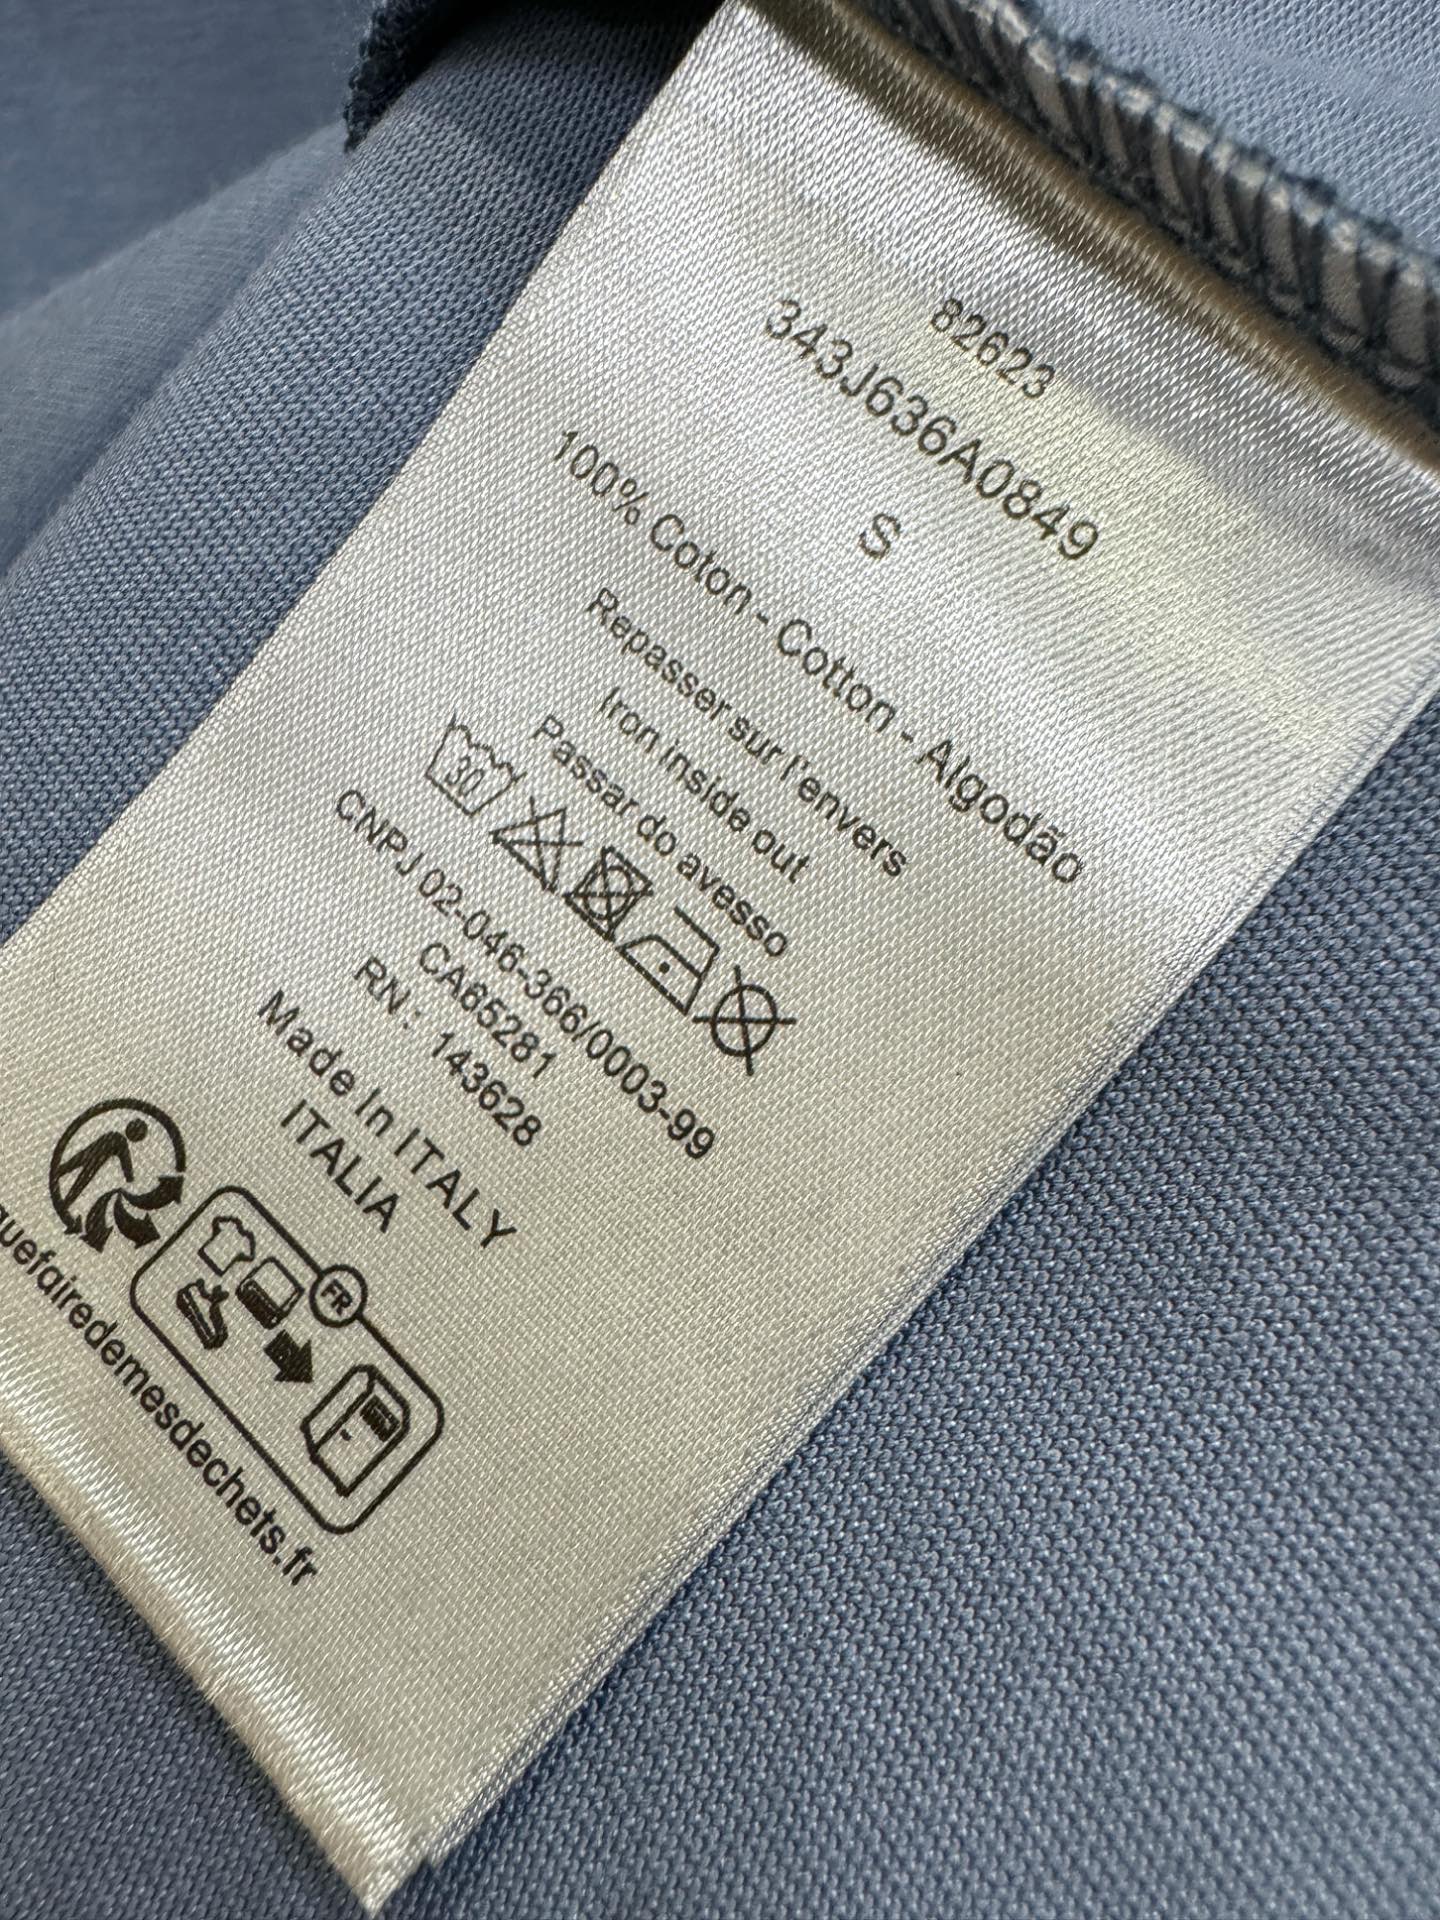 82623
343J636A0849
S
100% Coton - Cotton - Algodão
Repasser sur l'envers
Iron inside out
Passar do avesso
30
CNPJ 02-046-366/0003-99
CA65281
RN : 143628
Made In ITALY
ITALIA
FR
quefairedemesdechets.fr